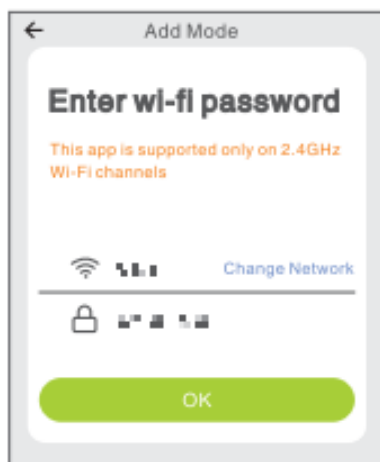 Add Mode
Enter wi-fi password
This app is supported only on 2.4GHz
Wi-Fi channels
Change Network
OK